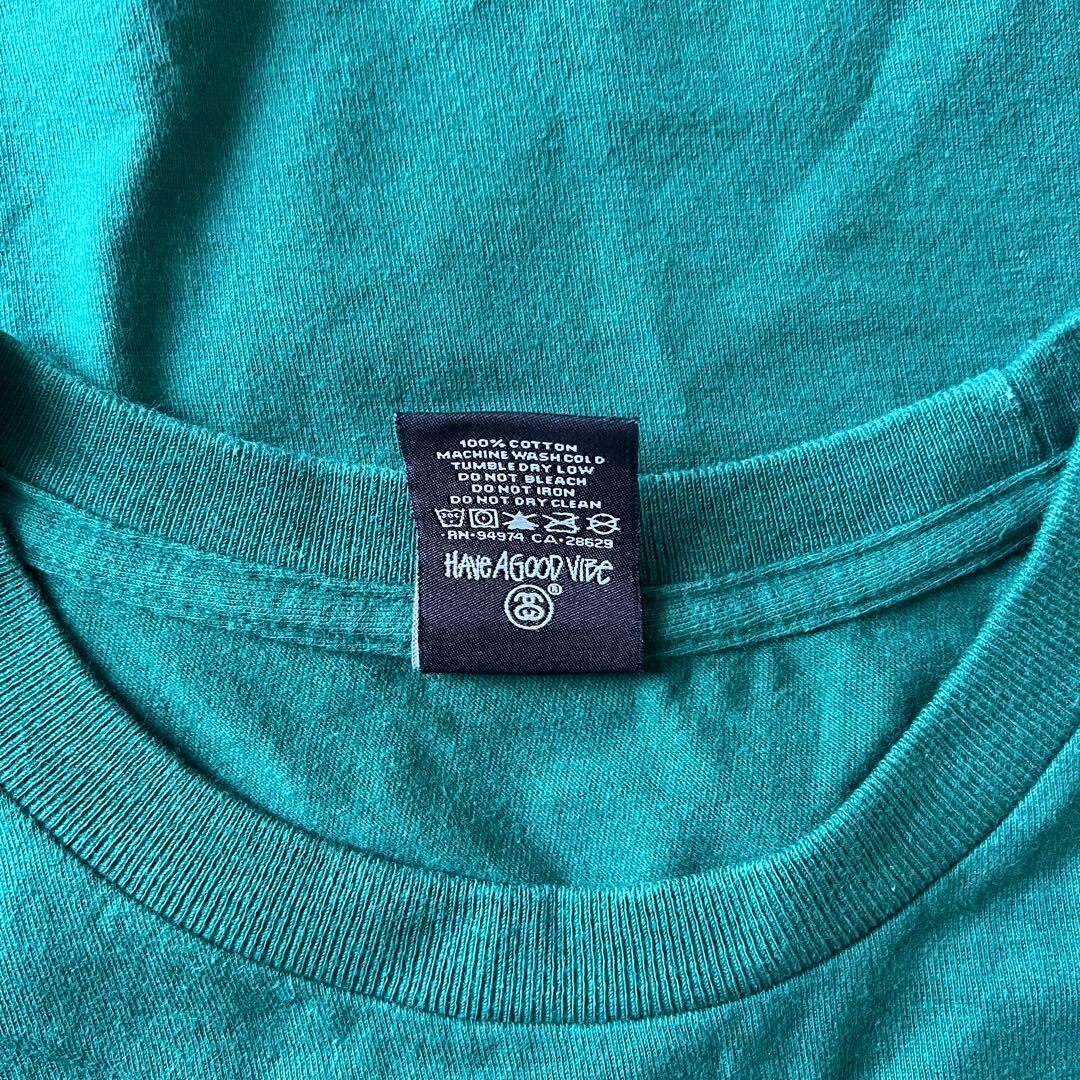 100% COTTON
MACHINE WASH COLD
TUMBLE DRY LOW
DO NOT BLEACH
DO NOT IRON
DO NOT DRY CLEAN
30C
·RN·94974 CA·28629
HAVE A GOOD VIBE
®